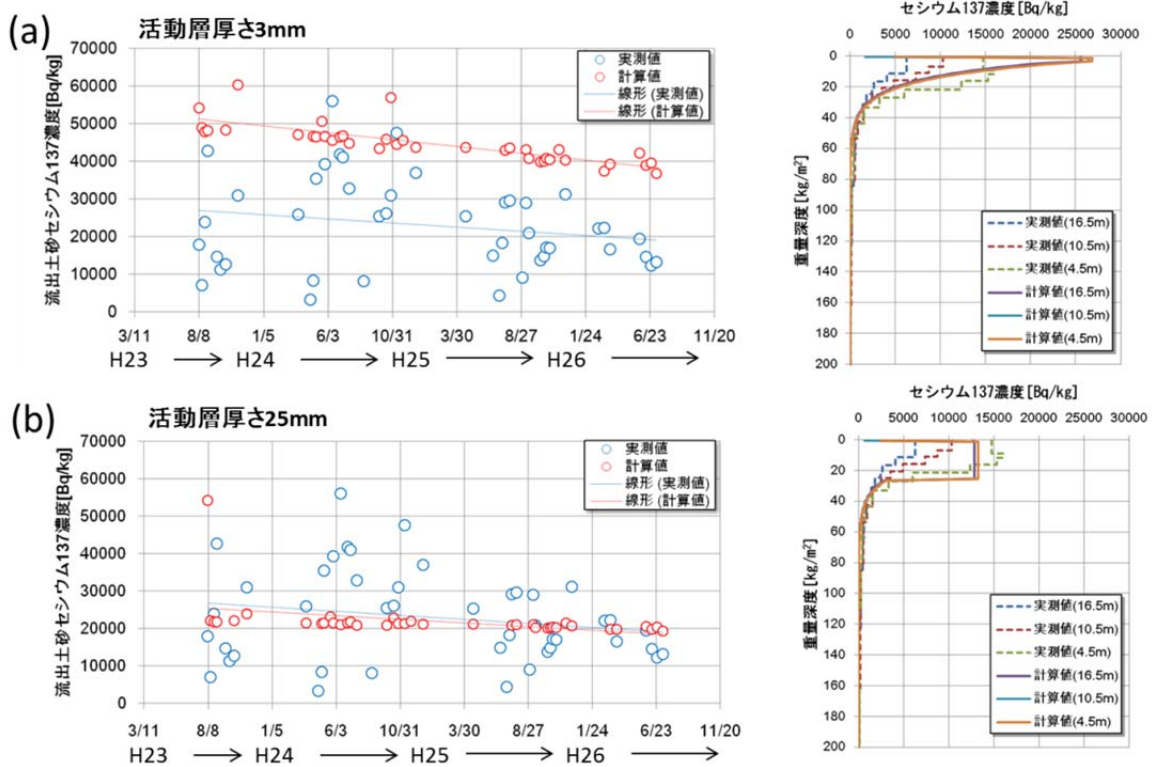 (a)
活動層厚さ3mm
流出土砂セシウム137濃度[Bq/kg]
70000
60000
50000
40000
30000
20000
10000
0
実測値
計算値
線形 (実測値)
線形 (計算値)
3/11 8/8 1/5 6/3 10/31 3/30 8/27 1/24 6/23 11/20
H23 H24 H25 H26
セシウム137濃度[Bq/kg]
0 5000 10000 15000 20000 25000 30000
重量深度[kg/m²]
0
20
40
60
80
100
120
140
160
180
200
実測値(16.5m)
実測値(10.5m)
実測値(4.5m)
計算値(16.5m)
計算値(10.5m)
計算値(4.5m)
(b)
活動層厚さ25mm
流出土砂セシウム137濃度[Bq/kg]
70000
60000
50000
40000
30000
20000
10000
0
実測値
計算値
線形 (実測値)
線形 (計算値)
3/11 8/8 1/5 6/3 10/31 3/30 8/27 1/24 6/23 11/20
H23 H24 H25 H26
セシウム137濃度[Bq/kg]
0 5000 10000 15000 20000 25000 30000
重量深度[kg/m²]
0
20
40
60
80
100
120
140
160
180
200
実測値(16.5m)
実測値(10.5m)
実測値(4.5m)
計算値(16.5m)
計算値(10.5m)
計算値(4.5m)